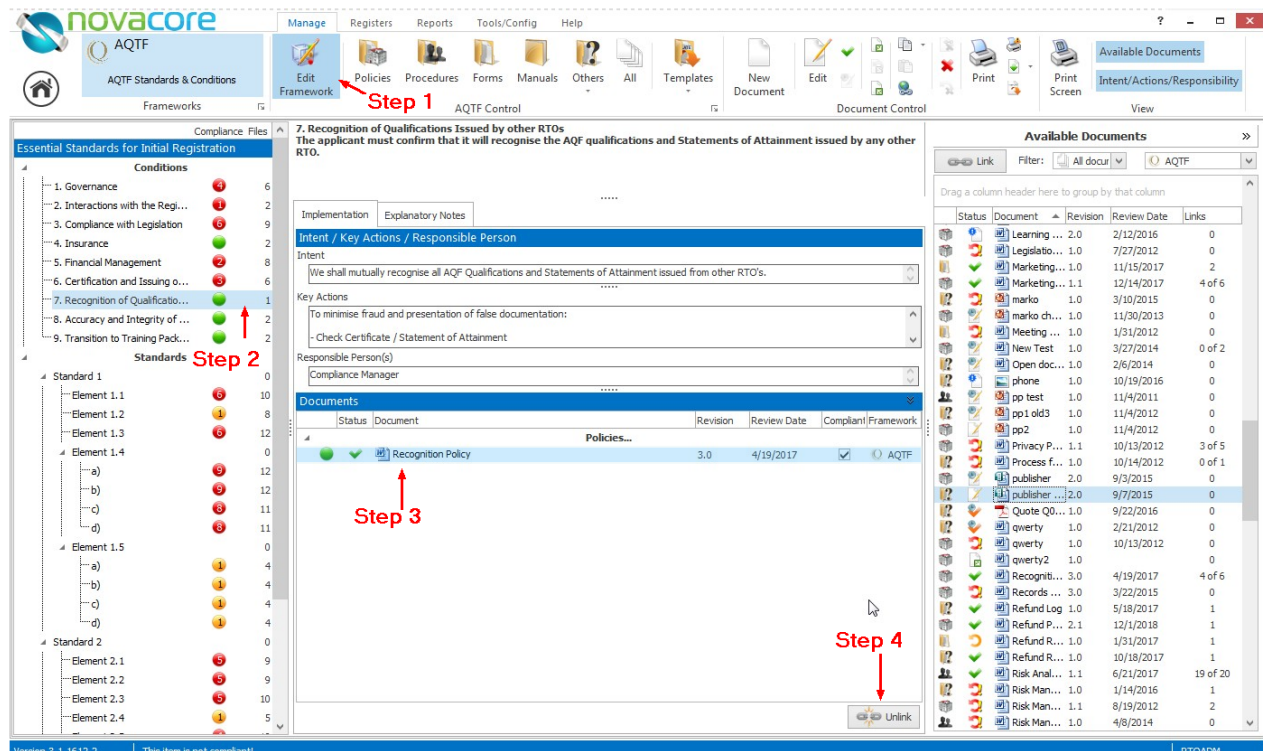 novacore
Manage Registers Reports Tools/Config Help
?
AQTF
AQTF Standards & Conditions
Frameworks
Edit Framework
Policies Procedures Forms Manuals Others All Templates
AQTF Control
New Document
Edit
Document Control
Print
Print Screen
Available Documents
Intent/Actions/Responsibility
View
Step 1
Compliance Files
Essential Standards for Initial Registration
Conditions
1. Governance 4 6
2. Interactions with the Regi... 1 2
3. Compliance with Legislation 6 9
4. Insurance 2
5. Financial Management 2 8
6. Certification and Issuing o... 3 6
7. Recognition of Qualificatio... 1
8. Accuracy and Integrity of ... 2
9. Transition to Training Pack... 2
Step 2
Standards
Standard 1 0
Element 1.1 6 10
Element 1.2 1 8
Element 1.3 6 12
Element 1.4 0
a) 9 12
b) 9 12
c) 8 11
d) 8 11
Element 1.5 0
a) 1 4
b) 1 4
c) 1 4
d) 1 4
Standard 2 0
Element 2.1 5 9
Element 2.2 5 9
Element 2.3 5 10
Element 2.4 1 5
7. Recognition of Qualifications Issued by other RTOs
The applicant must confirm that it will recognise the AQF qualifications and Statements of Attainment issued by any other
RTO.
Implementation Explanatory Notes
Intent / Key Actions / Responsible Person
Intent
We shall mutually recognise all AQF Qualifications and Statements of Attainment issued from other RTO's.
Key Actions
To minimise fraud and presentation of false documentation:
- Check Certificate / Statement of Attainment
Responsible Person(s)
Compliance Manager
Documents
Status Document Revision Review Date Compliant Framework
Policies...
Recognition Policy 3.0 4/19/2017 AQTF
Step 3
Step 4
Unlink
Available Documents
Link Filter: All docur AQTF
Drag a column header here to group by that column
Status Document Revision Review Date Links
Learning ... 2.0 2/12/2016 0
Legislatio... 1.0 7/27/2012 0
Marketing... 1.0 11/15/2017 2
Marketing... 1.1 12/14/2017 4 of 6
marko 1.0 3/10/2015 0
marko ch... 1.0 11/30/2013 0
Meeting ... 1.0 1/31/2012 0
New Test 1.0 3/27/2014 0 of 2
Open doc... 1.0 2/6/2014 0
phone 1.0 10/19/2016 0
pp test 1.0 11/4/2011 0
pp1 old3 1.0 11/4/2012 0
pp2 1.0 11/4/2012 0
Privacy P... 1.1 10/13/2012 3 of 5
Process f... 1.0 10/14/2012 0 of 1
publisher 2.0 9/3/2015 0
publisher ... 2.0 9/7/2015 0
Quote Q0... 1.0 9/22/2016 0
qwerty 1.0 2/21/2012 0
qwerty 1.0 10/13/2012 0
qwerty2 1.0 0
Recogniti... 3.0 4/19/2017 4 of 6
Records ... 3.0 3/22/2015 0
Refund Log 1.0 5/18/2017 1
Refund P... 2.1 12/1/2018 1
Refund R... 1.0 1/31/2017 1
Refund R... 1.0 10/18/2017 1
Risk Anal... 1.1 6/21/2017 19 of 20
Risk Man... 1.0 1/14/2016 1
Risk Man... 1.1 8/19/2012 2
Risk Man... 1.0 4/8/2014 0
This item is not compliant!